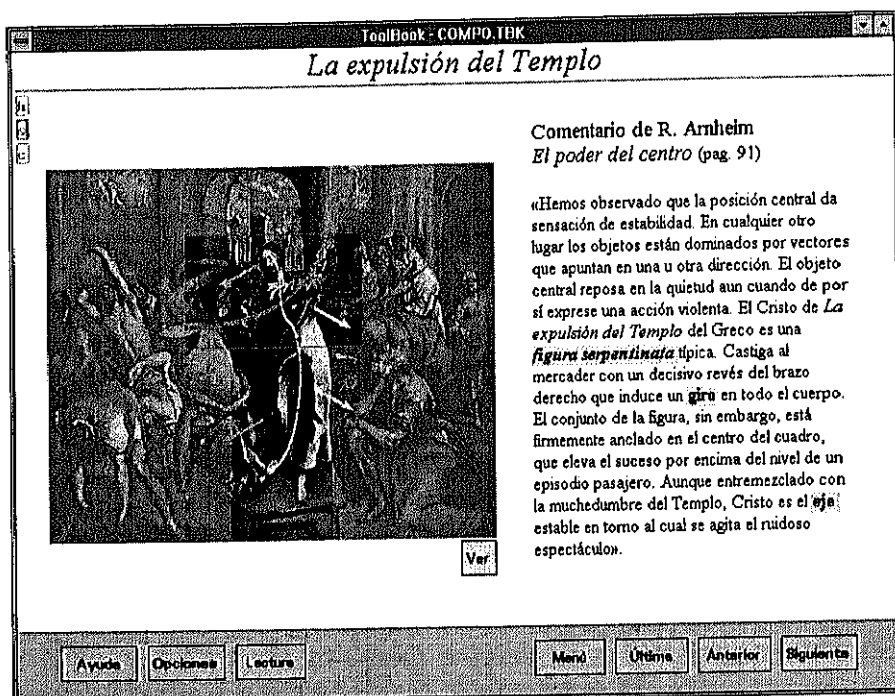 ToolBook - COMPO.TBK
La expulsión del Templo
Comentario de R. Arnheim
El poder del centro (pag. 91)
«Hemos observado que la posición central da
sensación de estabilidad. En cualquier otro
lugar los objetos están dominados por vectores
que apuntan en una u otra dirección. El objeto
central reposa en la quietud aun cuando de por
sí exprese una acción violenta. El Cristo de La
expulsión del Templo del Greco es una
figura serpentinata típica. Castiga al
mercader con un decisivo revés del brazo
derecho que induce un giro en todo el cuerpo.
El conjunto de la figura, sin embargo, está
firmemente anclado en el centro del cuadro,
que eleva el suceso por encima del nivel de un
episodio pasajero. Aunque entremezclado con
la muchedumbre del Templo, Cristo es el eje
estable en torno al cual se agita el ruidoso
espectáculo».
Ver
Ayuda Opciones Lectura Menú Última Anterior Siguiente